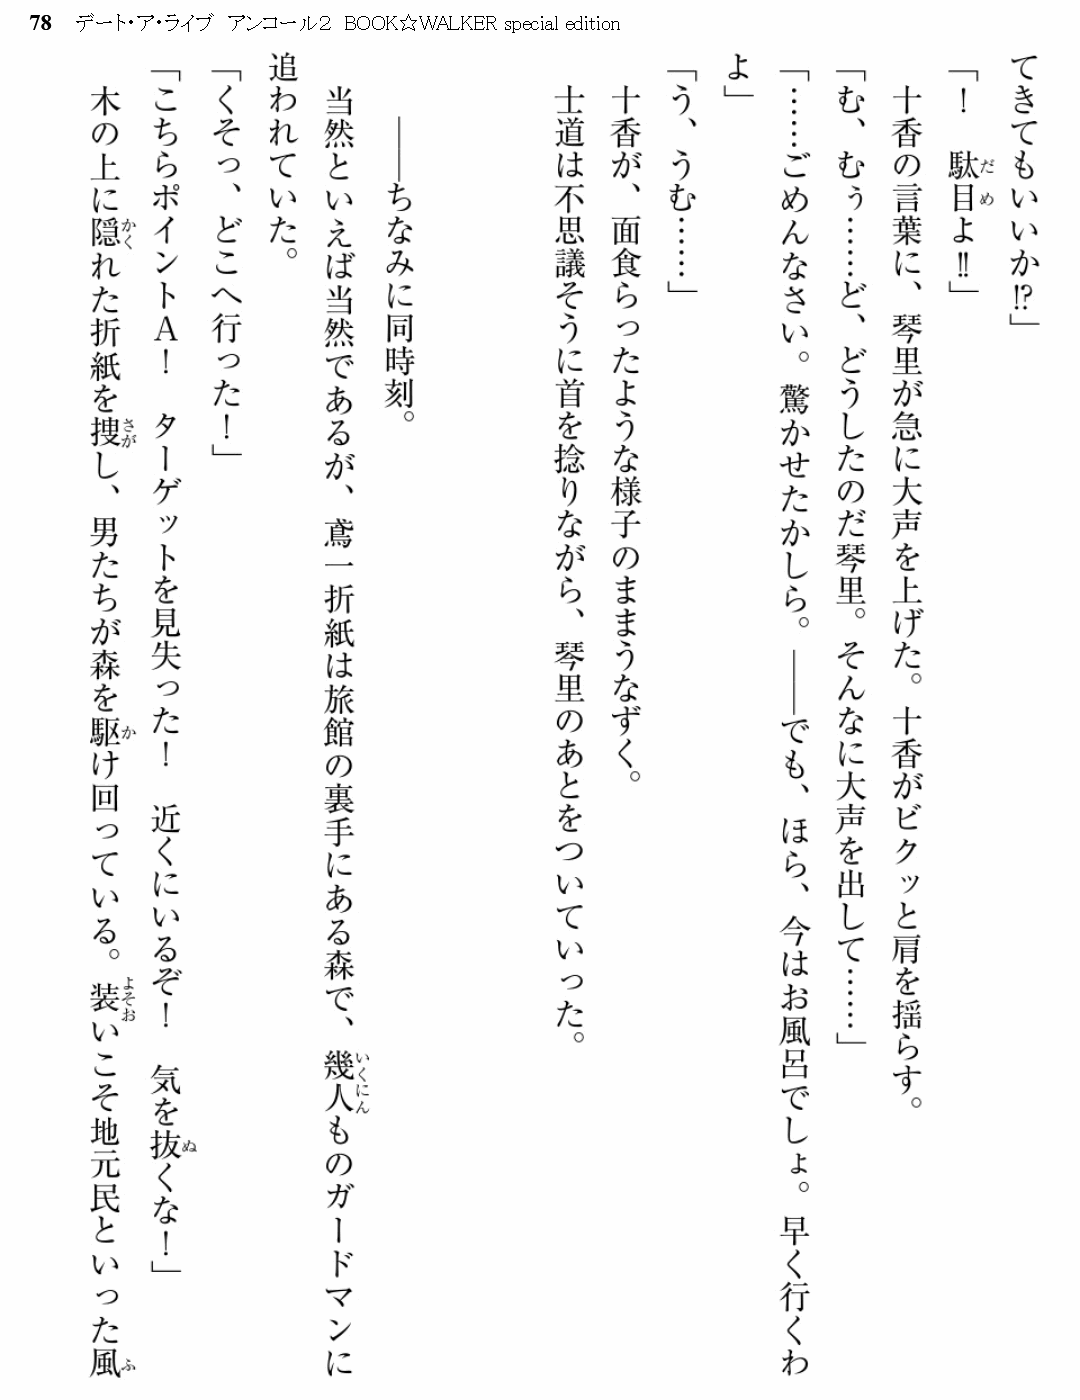 78 デート・ア・ライブ　アンコール２　BOOK☆WALKER special edition
てきてもいいか⁉」
「！　駄目よ‼」
　十香の言葉に、琴里が急に大声を上げた。十香がビクッと肩を揺らす。
「む、むぅ……ど、どうしたのだ琴里。そんなに大声を出して……」
「……ごめんなさい。驚かせたかしら。――でも、ほら、今はお風呂でしょ。早く行くわ
よ」
「う、うむ……」
　十香が、面食らったような様子のままうなずく。
　士道は不思議そうに首を捻りながら、琴里のあとをついていった。
　――ちなみに同時刻。
　当然といえば当然であるが、鳶一折紙は旅館の裏手にある森で、幾人ものガードマンに
追われていた。
「くそっ、どこへ行った！」
「こちらポイントＡ！　ターゲットを見失った！　近くにいるぞ！　気を抜くな！」
　木の上に隠れた折紙を捜し、男たちが森を駆け回っている。装いこそ地元民といった風